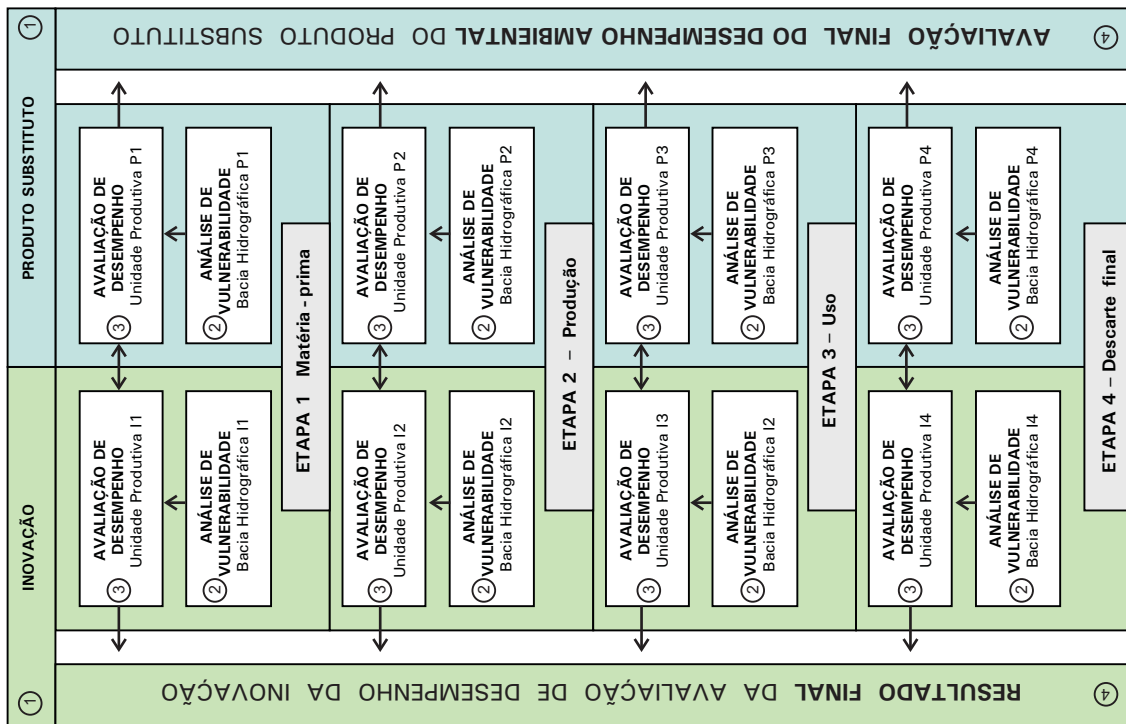 ① INOVAÇÃO
PRODUTO SUBSTITUTO ①
RESULTADO FINAL DA AVALIAÇÃO DE DESEMPENHO DA INOVAÇÃO
④
AVALIAÇÃO DE
③ DESEMPENHO
Unidade Produtiva I1
AVALIAÇÃO DE
③ DESEMPENHO
Unidade Produtiva P1
ANÁLISE DE
② VULNERABILIDADE
Bacia Hidrográfica I1
ANÁLISE DE
② VULNERABILIDADE
Bacia Hidrográfica P1
ETAPA 1 Matéria - prima
AVALIAÇÃO DE
③ DESEMPENHO
Unidade Produtiva I2
AVALIAÇÃO DE
③ DESEMPENHO
Unidade Produtiva P2
ANÁLISE DE
② VULNERABILIDADE
Bacia Hidrográfica I2
ANÁLISE DE
② VULNERABILIDADE
Bacia Hidrográfica P2
ETAPA 2 – Produção
AVALIAÇÃO DE
③ DESEMPENHO
Unidade Produtiva I3
AVALIAÇÃO DE
③ DESEMPENHO
Unidade Produtiva P3
ANÁLISE DE
② VULNERABILIDADE
Bacia Hidrográfica I2
ANÁLISE DE
② VULNERABILIDADE
Bacia Hidrográfica P3
ETAPA 3 – Uso
AVALIAÇÃO DE
③ DESEMPENHO
Unidade Produtiva I4
AVALIAÇÃO DE
③ DESEMPENHO
Unidade Produtiva P4
ANÁLISE DE
② VULNERABILIDADE
Bacia Hidrográfica I4
ANÁLISE DE
② VULNERABILIDADE
Bacia Hidrográfica P4
ETAPA 4 – Descarte final
AVALIAÇÃO FINAL DO DESEMPENHO AMBIENTAL DO PRODUTO SUBSTITUTO
④